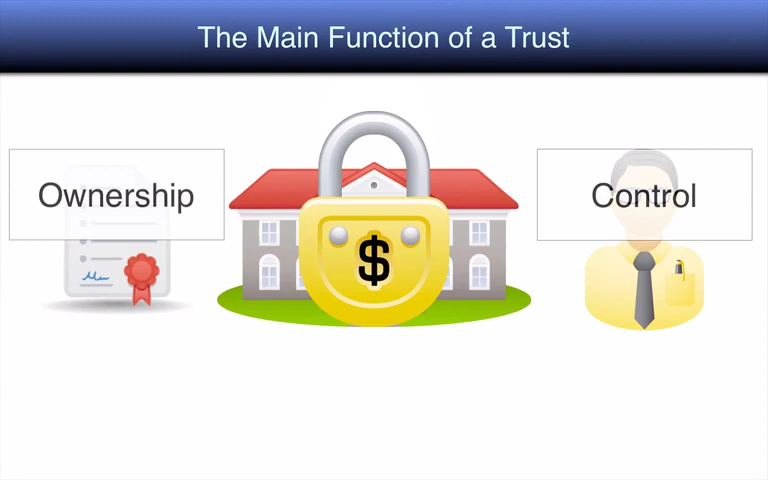 The Main Function of a Trust
Ownership
$
Control